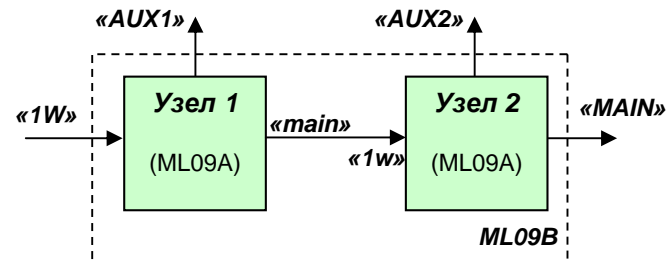 «AUX1»
«AUX2»
«1W»
Узел 1
«main»
Узел 2
«MAIN»
(ML09A)
«1w»
(ML09A)
ML09B